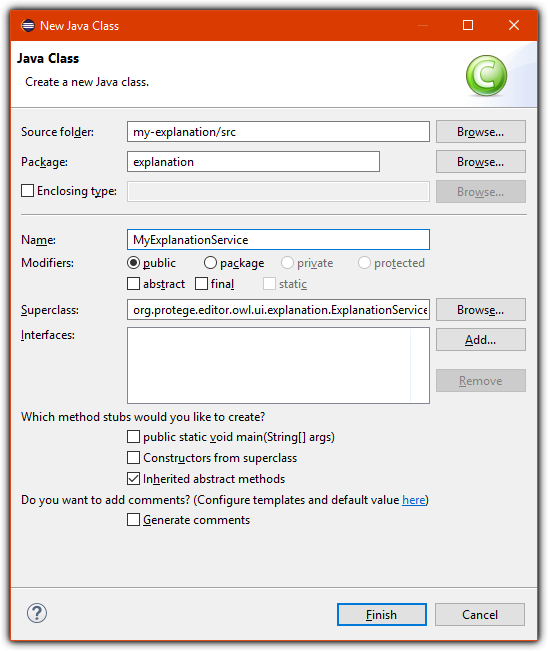 New Java Class
Java Class
Create a new Java class.
C
Source folder: my-explanation/src Browse...
Package: explanation Browse...
Enclosing type: Browse...
Name: MyExplanationService
Modifiers: public package private protected
abstract final static
Superclass: org.protege.editor.owl.ui.explanation.ExplanationService Browse...
Interfaces: Add...
Remove
Which method stubs would you like to create?
public static void main(String[] args)
Constructors from superclass
Inherited abstract methods
Do you want to add comments? (Configure templates and default value here)
Generate comments
? Finish Cancel